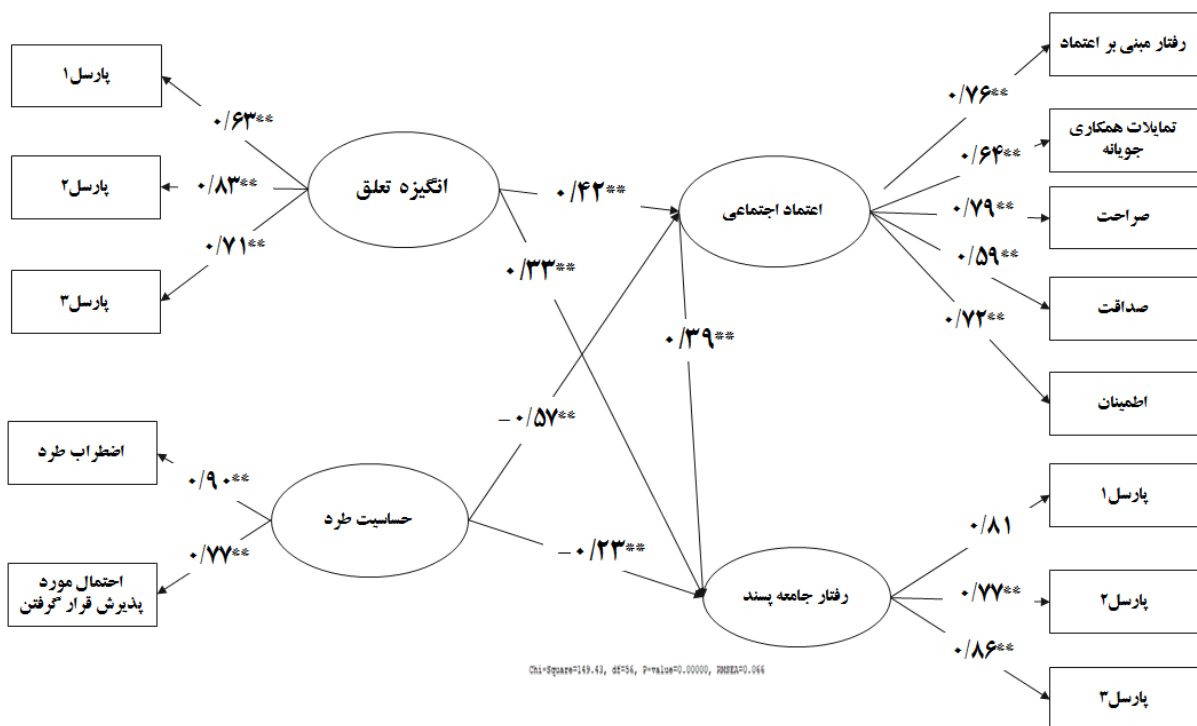 رفتار مبنی بر اعتماد
پارسل۱
۰/۷۶**
۰/۶۳**
تمایلات همکاری
جویانه
۰/۶۴**
پارسل۲
۰/۸۳**
انگیزه تعلق
۰/۴۲**
اعتماد اجتماعی
۰/۷۹**
صراحت
۰/۷۱**
۰/۳۳**
۰/۵۹**
پارسل۳
صداقت
۰/۷۲**
۰/۳۹**
اطمینان
−۰/۵۷**
اضطراب طرد
۰/۹۰**
پارسل۱
حساسیت طرد
۰/۸۱
۰/۷۷**
−۰/۲۳**
احتمال مورد
پذیرش قرار گرفتن
رفتار جامعه پسند
۰/۷۷**
پارسل۲
۰/۸۶**
Chi-Square=149.43, df=56, P-value=0.00000, RMSEA=0.066
پارسل۳